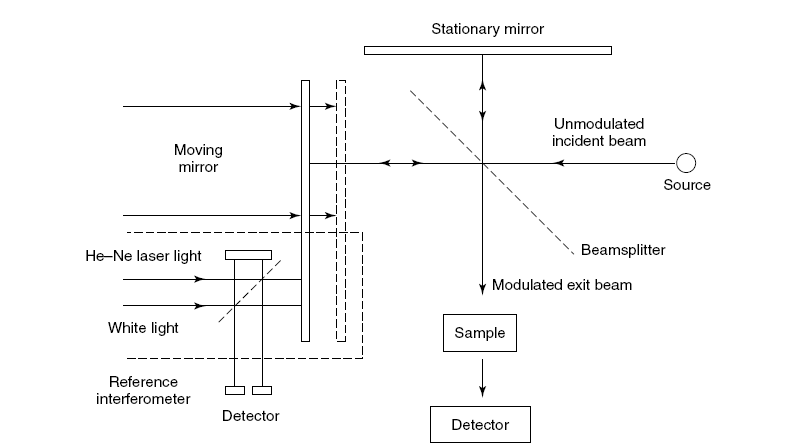 Stationary mirror
Unmodulated
incident beam
Moving
mirror
Source
Beamsplitter
He–Ne laser light
Modulated exit beam
White light
Sample
Reference
interferometer
Detector
Detector